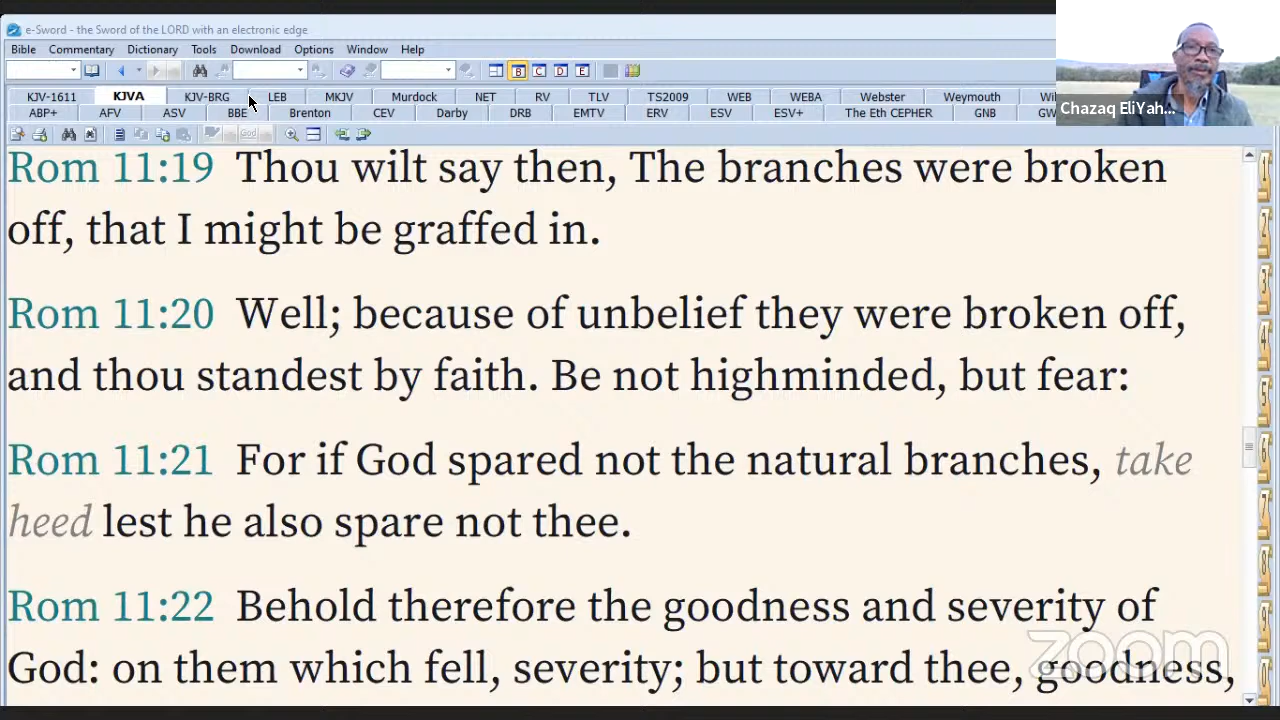 e-Sword - the Sword of the LORD with an electronic edge
Bible Commentary Dictionary Tools Download Options Window Help
B C D E
Chazaq EliYah...
KJV-1611 KJVA KJV-BRG LEB MKJV Murdock NET RV TLV TS2009 WEB WEBA Webster Weymouth
ABP+ AFV ASV BBE Brenton CEV Darby DRB EMTV ERV ESV ESV+ The Eth CEPHER GNB
Rom 11:19 Thou wilt say then, The branches were broken
off, that I might be graffed in.
Rom 11:20 Well; because of unbelief they were broken off,
and thou standest by faith. Be not highminded, but fear:
Rom 11:21 For if God spared not the natural branches, take
heed lest he also spare not thee.
Rom 11:22 Behold therefore the goodness and severity of
God: on them which fell, severity; but toward thee, goodness,
zoom